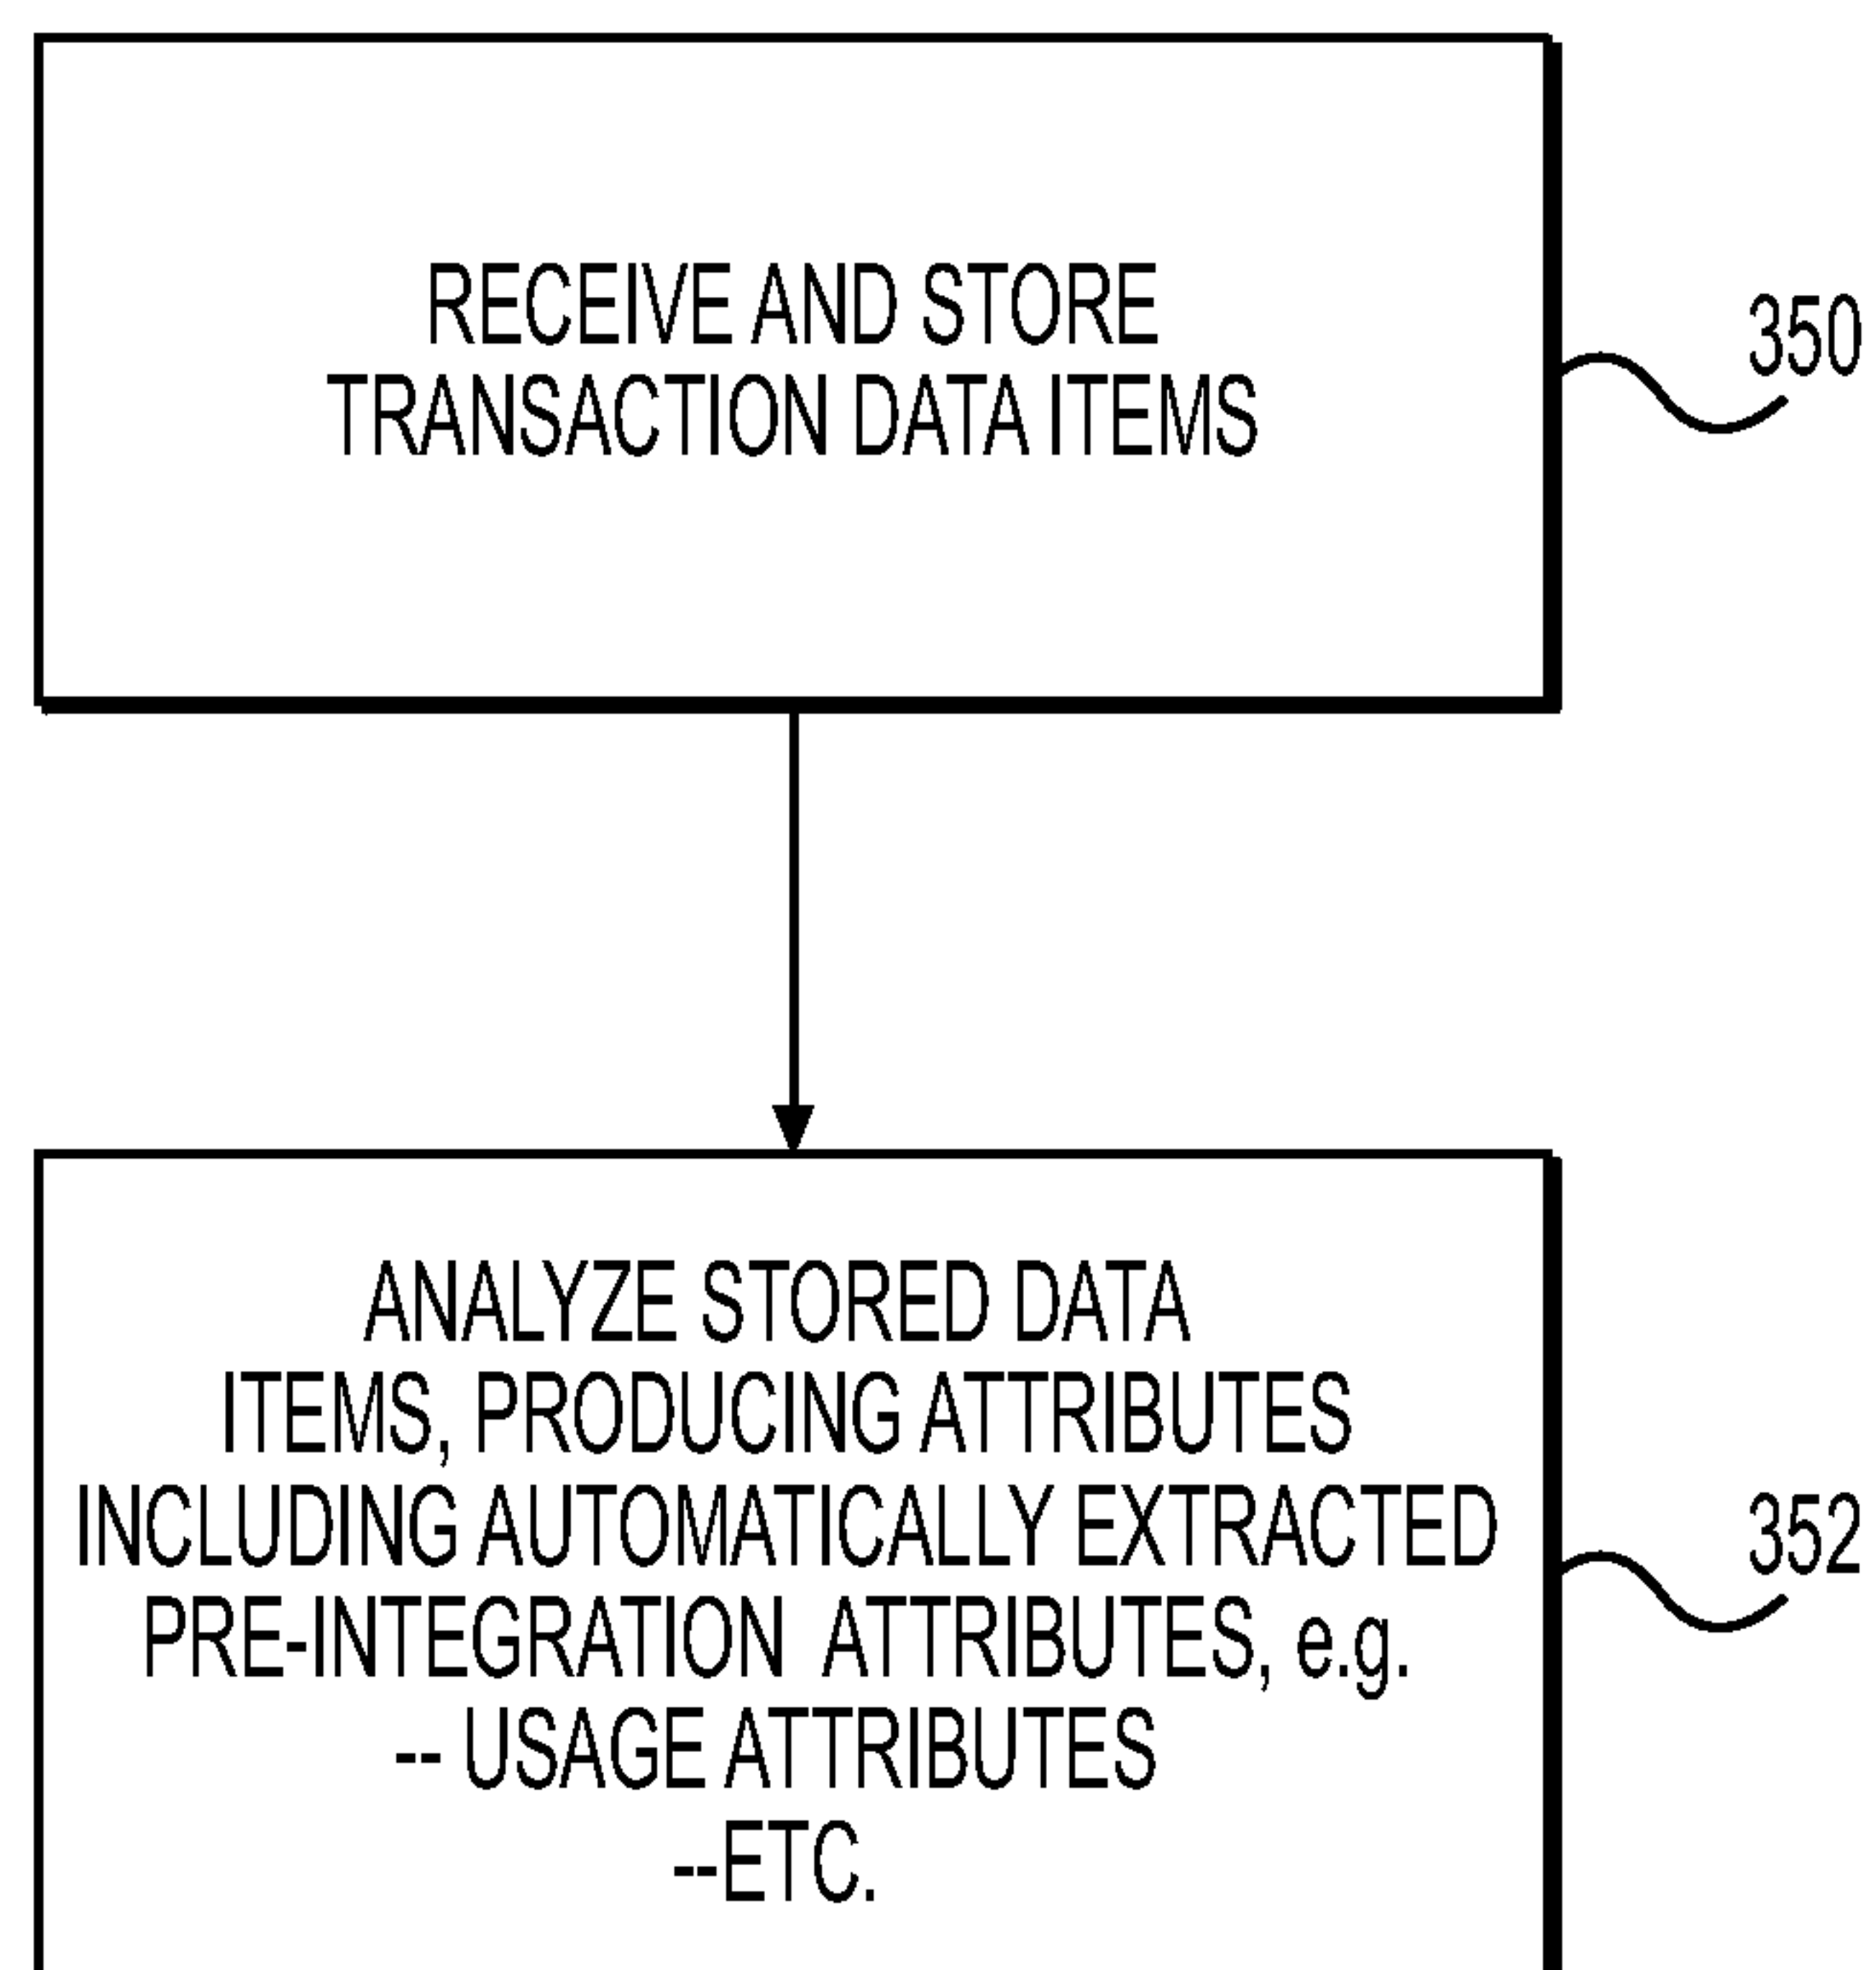 RECEIVE AND STORE
TRANSACTION DATA ITEMS
350
ANALYZE STORED DATA
ITEMS, PRODUCING ATTRIBUTES
INCLUDING AUTOMATICALLY EXTRACTED
PRE-INTEGRATION ATTRIBUTES, e.g.
-- USAGE ATTRIBUTES
--ETC.
352